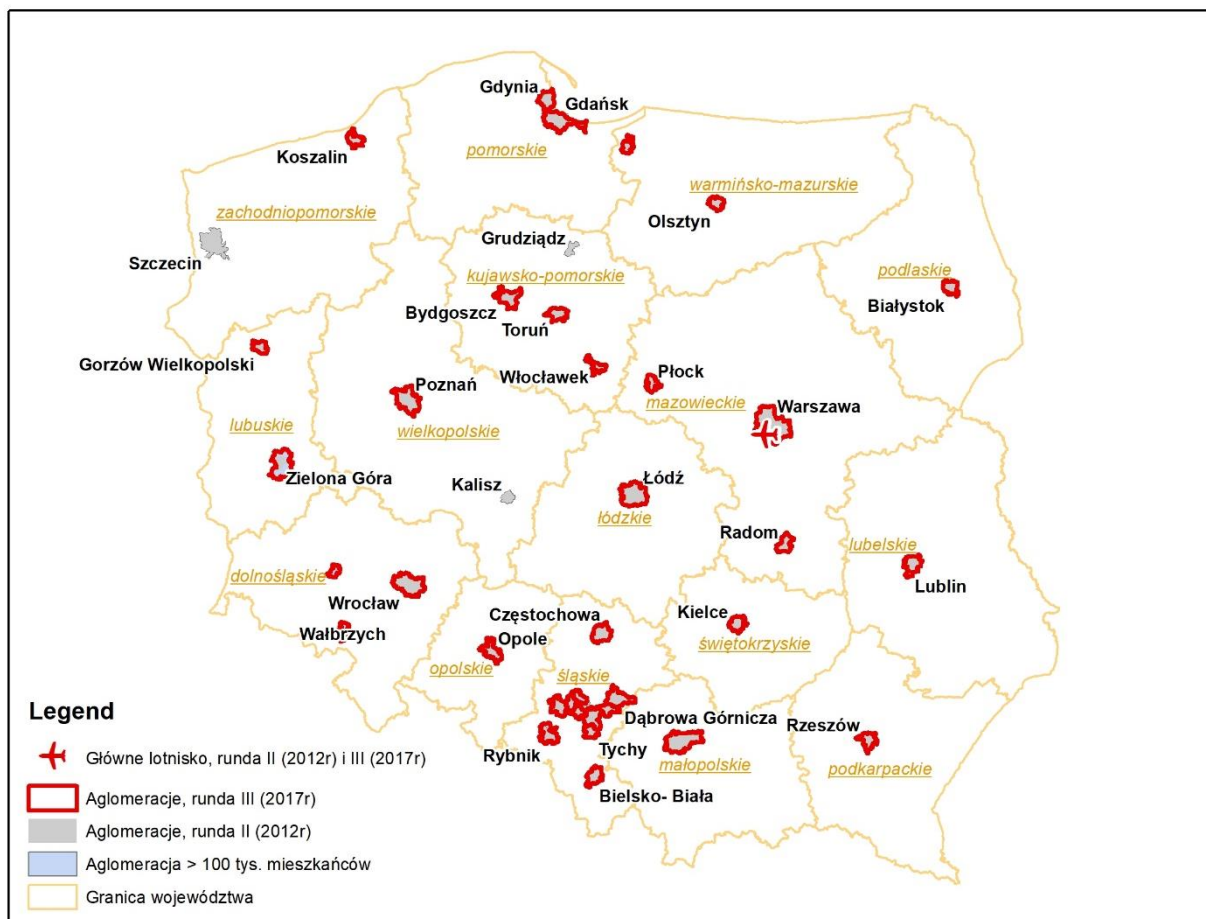 Gdynia
Gdańsk
Koszalin
pomorskie
warmińsko-mazurskie
zachodniopomorskie
Olsztyn
Grudziądz
Szczecin
kujawsko-pomorskie
podlaskie
Bydgoszcz
Białystok
Toruń
Gorzów Wielkopolski
Włocławek
Płock
Poznań
mazowieckie
Warszawa
lubuskie
wielkopolskie
Zielona Góra
Kalisz
Łódź
łódzkie
Radom
lubelskie
dolnośląskie
Lublin
Wrocław
Częstochowa
Kielce
Wałbrzych
Opole
świętokrzyskie
opolskie
śląskie
Dąbrowa Górnicza
Rzeszów
Rybnik
Tychy
małopolskie
podkarpackie
Bielsko- Biała
Legend
Główne lotnisko, runda II (2012r) i III (2017r)
Aglomeracje, runda III (2017r)
Aglomeracje, runda II (2012r)
Aglomeracja > 100 tys. mieszkańców
Granica województwa